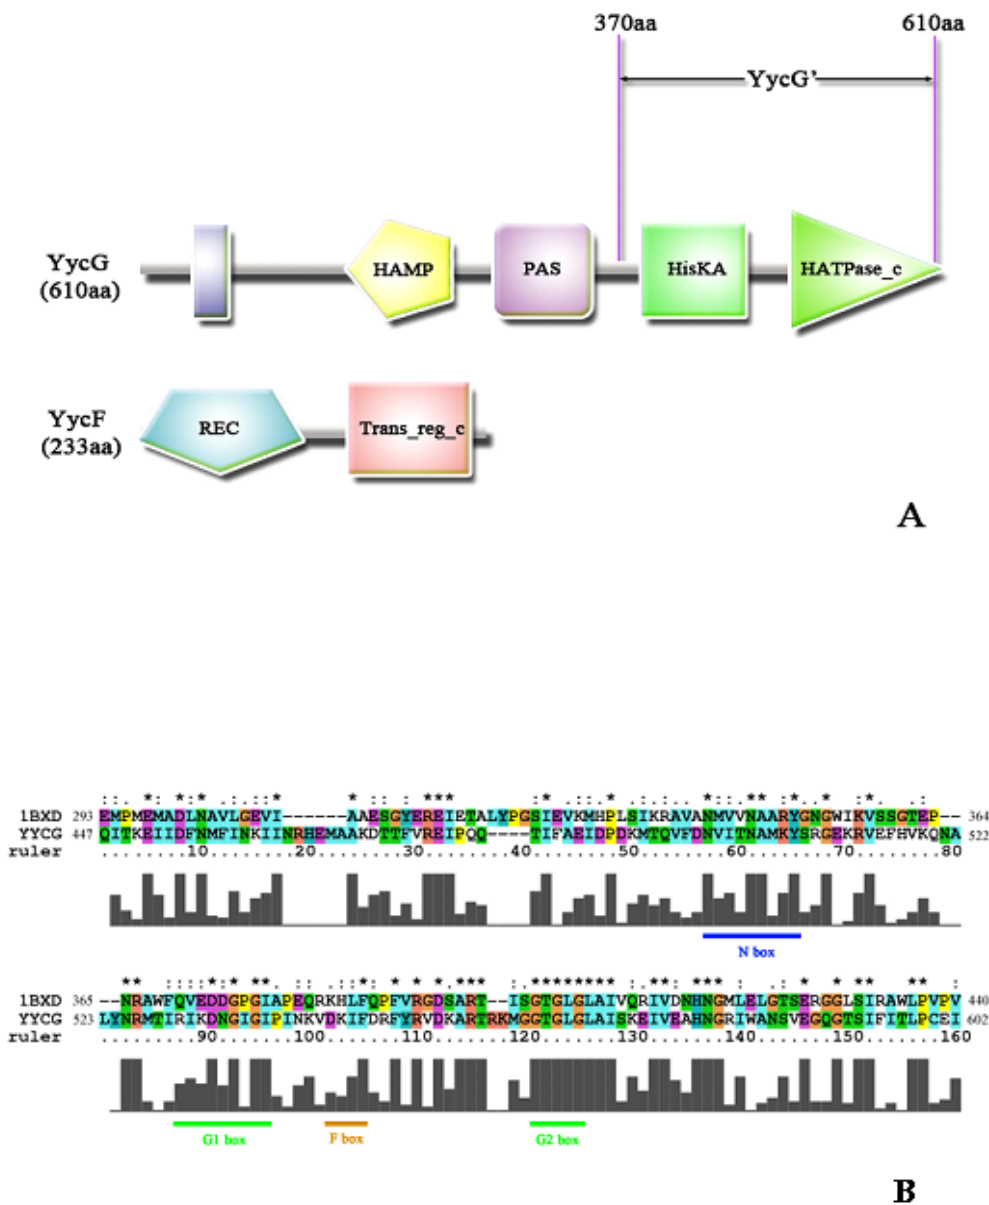 370aa 610aa
YycG'
YycG
(610aa)
HAMP PAS HisKA HATPase_c
YycF
(233aa)
REC Trans_reg_c
A
1BXD 293 EMPMEMADLNAVLGEVI------AAESGYEREIETALYPGSIEVKMHPLSIKRAVANMVVNAARYGNGWIKVSSGTEP-- 364
YYCG 447 QITKEIIDFNMFINKIINRHEMAAKDTTFVREIPQQ----TIFAEIDPDKMTQVFDNVITNAMKYSRGEKRVEFHVKQNA 522
ruler .......10........20........30........40........50........60........70........80
N box
1BXD 365 --NRAWFQVEDDGPGIAPEQRKHLFQPFVRGDSART--ISGTGLGLAIVQRIVDNHNGMLELGTSERGGLSIRAWLPVPV 440
YYCG 523 LYNRMTIRIKDNGIGIPINKVDKIFDRFYRVDKARTRKMGGTGLGLAISKEIVEAHNGRIWANSVEGQGTSIFITLPCEI 602
ruler .......90.......100.......110.......120.......130.......140.......150.......160
G1 box F box G2 box
B